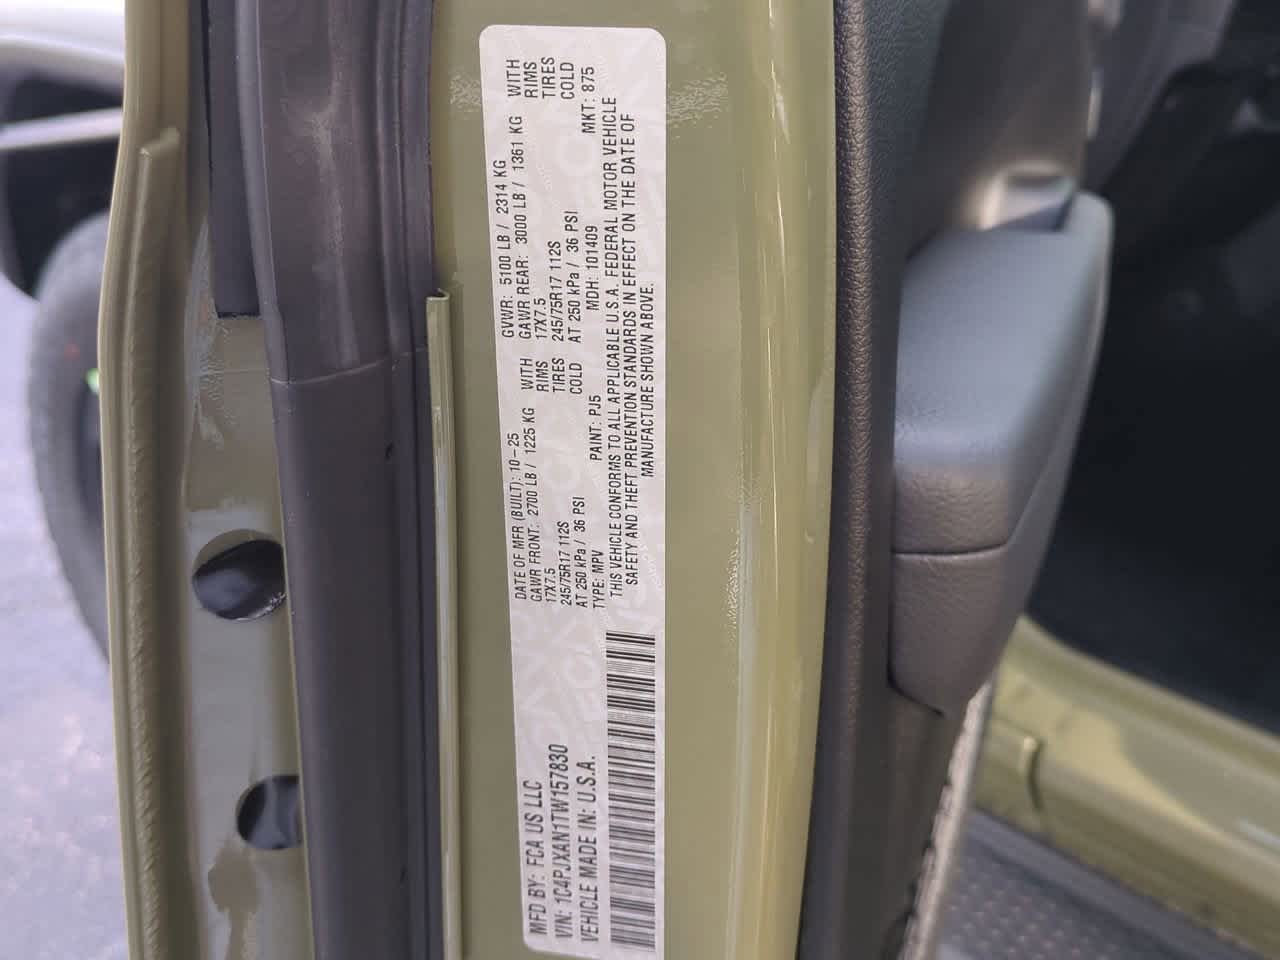 MFD BY: FCA US LLC
VIN: 1C4PJXAN1TW157830
VEHICLE MADE IN: U.S.A.
DATE OF MFR (BUILT): 10-25 GVWR: 5100 LB / 2314 KG
GAWR FRONT: 2700 LB / 1225 KG WITH GAWR REAR: 3000 LB / 1361 KG WITH
17X7.5 RIMS 17X7.5 RIMS
245/75R17 112S TIRES 245/75R17 112S TIRES
AT 250 kPa / 36 PSI COLD AT 250 kPa / 36 PSI COLD
TYPE: MPV PAINT: PJ5 MDH: 101409 MKT: 875
THIS VEHICLE CONFORMS TO ALL APPLICABLE U.S.A. FEDERAL MOTOR VEHICLE
SAFETY AND THEFT PREVENTION STANDARDS IN EFFECT ON THE DATE OF
MANUFACTURE SHOWN ABOVE.